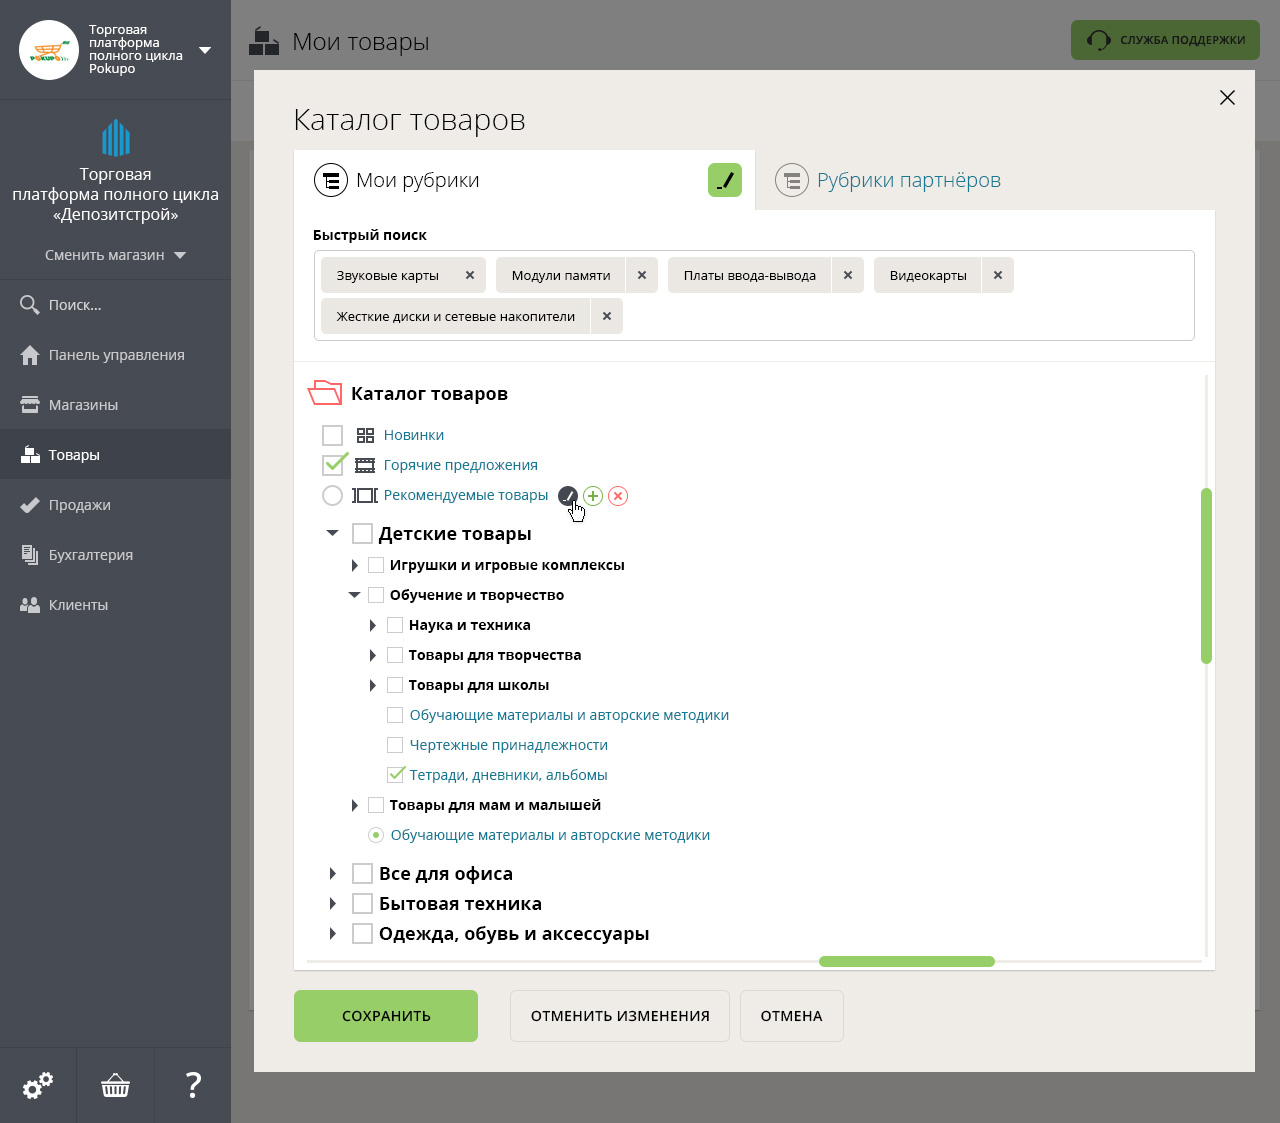 Торговая
платформа
полного цикла
Pokupo
POKUPO
Торговая
платформа полного цикла
«Депозитстрой»
Сменить магазин
Поиск...
Панель управления
Магазины
Товары
Продажи
Бухгалтерия
Клиенты
?
Мои товары
СЛУЖБА ПОДДЕРЖКИ
Каталог товаров
Мои рубрики
Рубрики партнёров
Быстрый поиск
Звуковые карты
Модули памяти
Платы ввода-вывода
Видеокарты
Жесткие диски и сетевые накопители
Каталог товаров
Новинки
Горячие предложения
Рекомендуемые товары
Детские товары
Игрушки и игровые комплексы
Обучение и творчество
Наука и техника
Товары для творчества
Товары для школы
Обучающие материалы и авторские методики
Чертежные принадлежности
Тетради, дневники, альбомы
Товары для мам и малышей
Обучающие материалы и авторские методики
Все для офиса
Бытовая техника
Одежда, обувь и аксессуары
СОХРАНИТЬ
ОТМЕНИТЬ ИЗМЕНЕНИЯ
ОТМЕНА